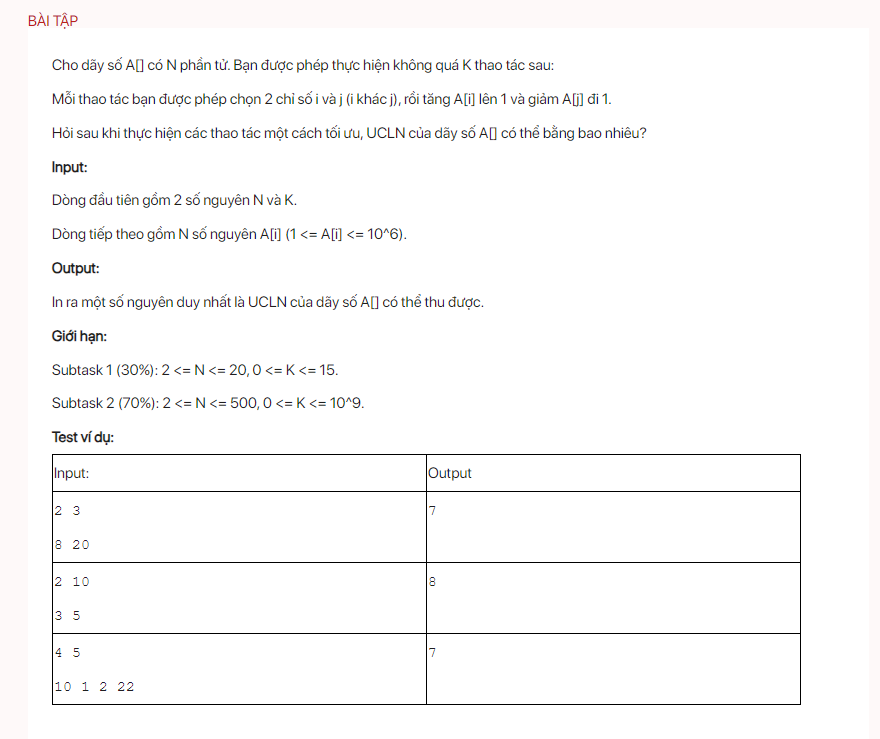 BÀI TẬP
Cho dãy số A[] có N phần tử. Bạn được phép thực hiện không quá K thao tác sau:
Mỗi thao tác bạn được phép chọn 2 chỉ số i và j (i khác j), rồi tăng A[i] lên 1 và giảm A[j] đi 1.
Hỏi sau khi thực hiện các thao tác một cách tối ưu, UCLN của dãy số A[] có thể bằng bao nhiêu?
Input:
Dòng đầu tiên gồm 2 số nguyên N và K.
Dòng tiếp theo gồm N số nguyên A[i] (1 <= A[i] <= 10^6).
Output:
In ra một số nguyên duy nhất là UCLN của dãy số A[] có thể thu được.
Giới hạn:
Subtask 1 (30%): 2 <= N <= 20, 0 <= K <= 15.
Subtask 2 (70%): 2 <= N <= 500, 0 <= K <= 10^9.
Test ví dụ:
Input: Output
2 3 7
8 20
2 10 8
3 5
4 5 7
10 1 2 22